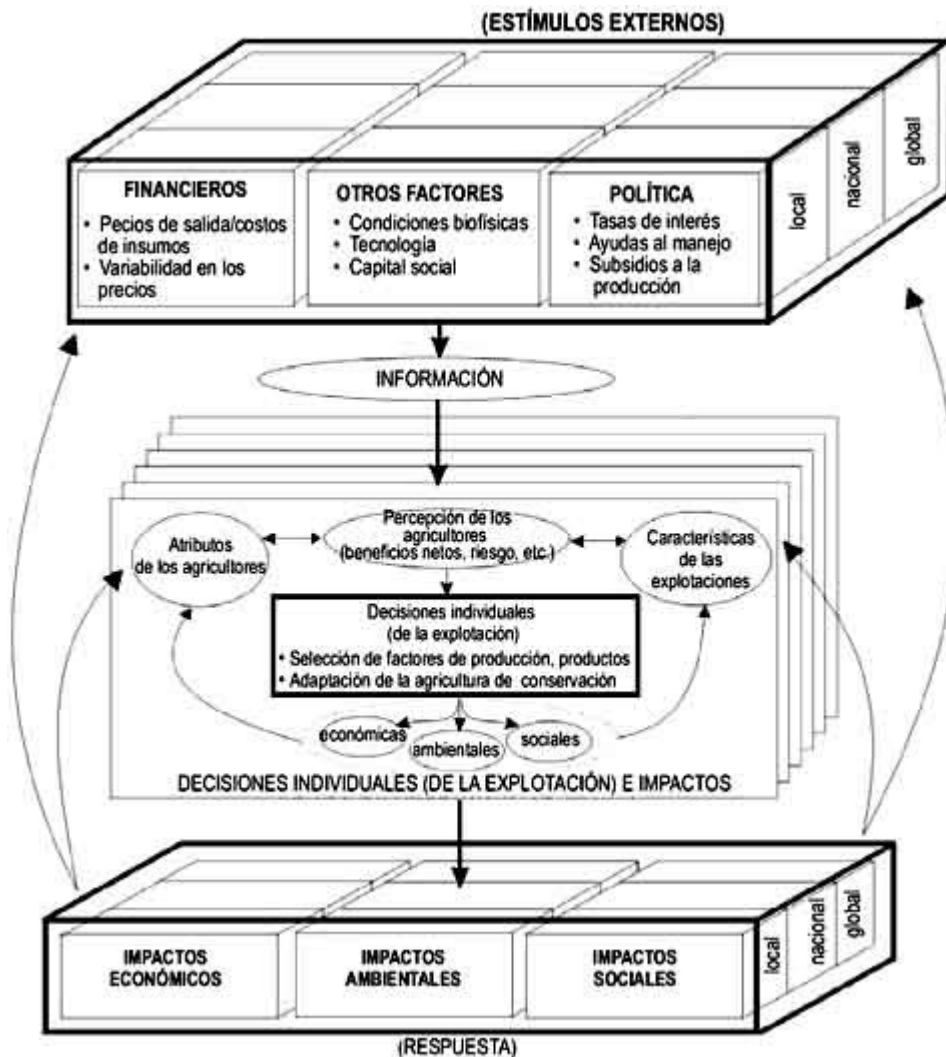 (ESTÍMULOS EXTERNOS)
FINANCIEROS
• Pecios de salida/costos
de insumos
• Variabilidad en los
precios
OTROS FACTORES
• Condiciones biofísicas
• Tecnología
• Capital social
POLÍTICA
• Tasas de interés
• Ayudas al manejo
• Subsidios a la
producción
local
nacional
global
INFORMACIÓN
Atributos
de los agricultores
Percepción de los
agricultores
(beneficios netos, riesgo, etc.)
Características
de las
explotaciones
Decisiones individuales
(de la explotación)
• Selección de factores de producción, productos
• Adaptación de la agricultura de conservación
económicas
ambientales
sociales
DECISIONES INDIVIDUALES (DE LA EXPLOTACIÓN) E IMPACTOS
IMPACTOS
ECONÓMICOS
IMPACTOS
AMBIENTALES
IMPACTOS
SOCIALES
local
nacional
global
(RESPUESTA)